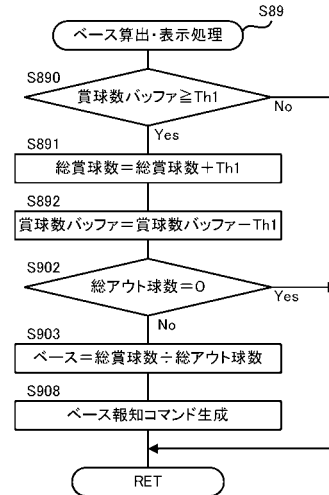 S89
ベース算出・表示処理
S890
賞球数バッファ≧Th1
No
Yes
S891
総賞球数=総賞球数+Th1
S892
賞球数バッファ=賞球数バッファーTh1
S902
総アウト球数=0
Yes
No
S903
ベース=総賞球数÷総アウト球数
S908
ベース報知コマンド生成
RET